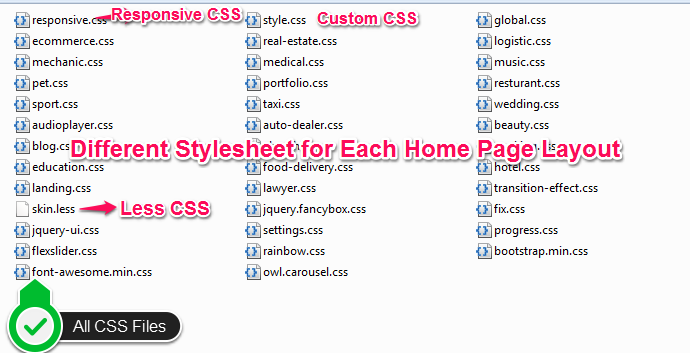 responsive.css Responsive CSS style.css Custom CSS global.css
ecommerce.css real-estate.css logistic.css
mechanic.css medical.css music.css
pet.css portfolio.css resturant.css
sport.css taxi.css wedding.css
audioplayer.css auto-dealer.css beauty.css
blog.css
Different Stylesheet for Each Home Page Layout
education.css food-delivery.css hotel.css
landing.css lawyer.css transition-effect.css
skin.less Less CSS jquery.fancybox.css fix.css
jquery-ui.css settings.css progress.css
flexslider.css rainbow.css bootstrap.min.css
font-awesome.min.css owl.carousel.css
All CSS Files